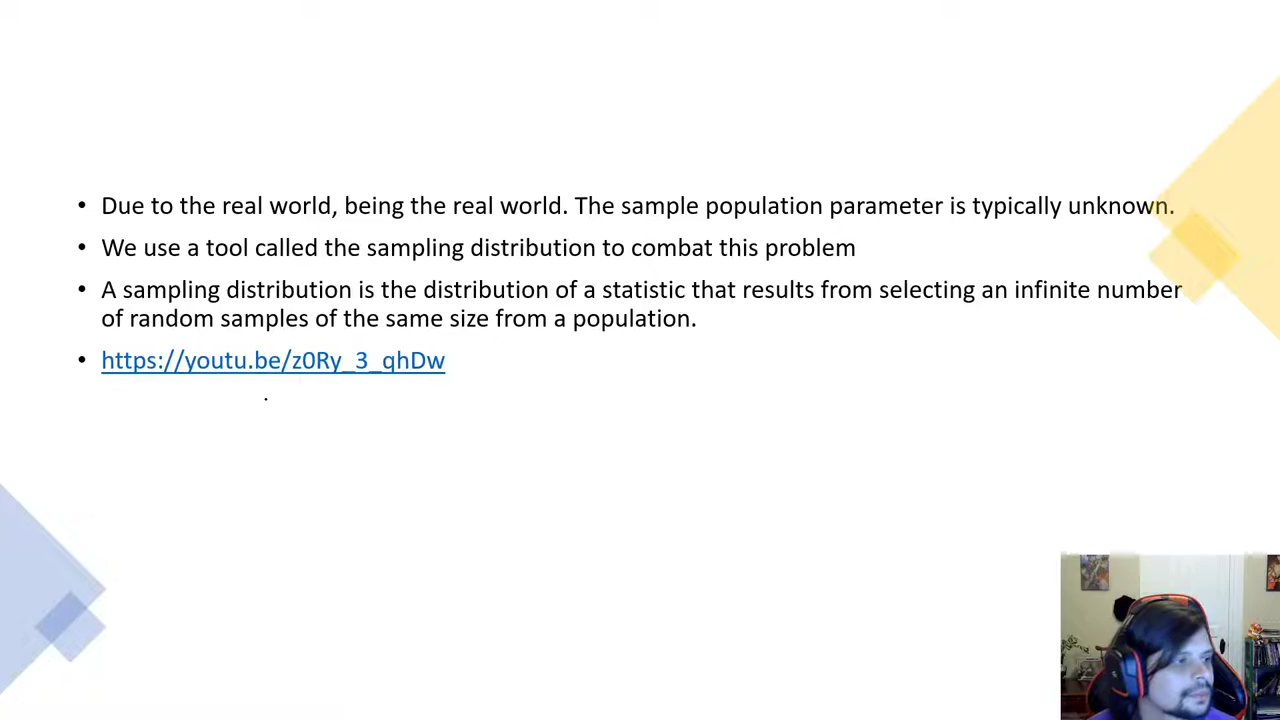 • Due to the real world, being the real world. The sample population parameter is typically unknown.
• We use a tool called the sampling distribution to combat this problem
• A sampling distribution is the distribution of a statistic that results from selecting an infinite number
of random samples of the same size from a population.
• https://youtu.be/z0Ry_3_qhDw